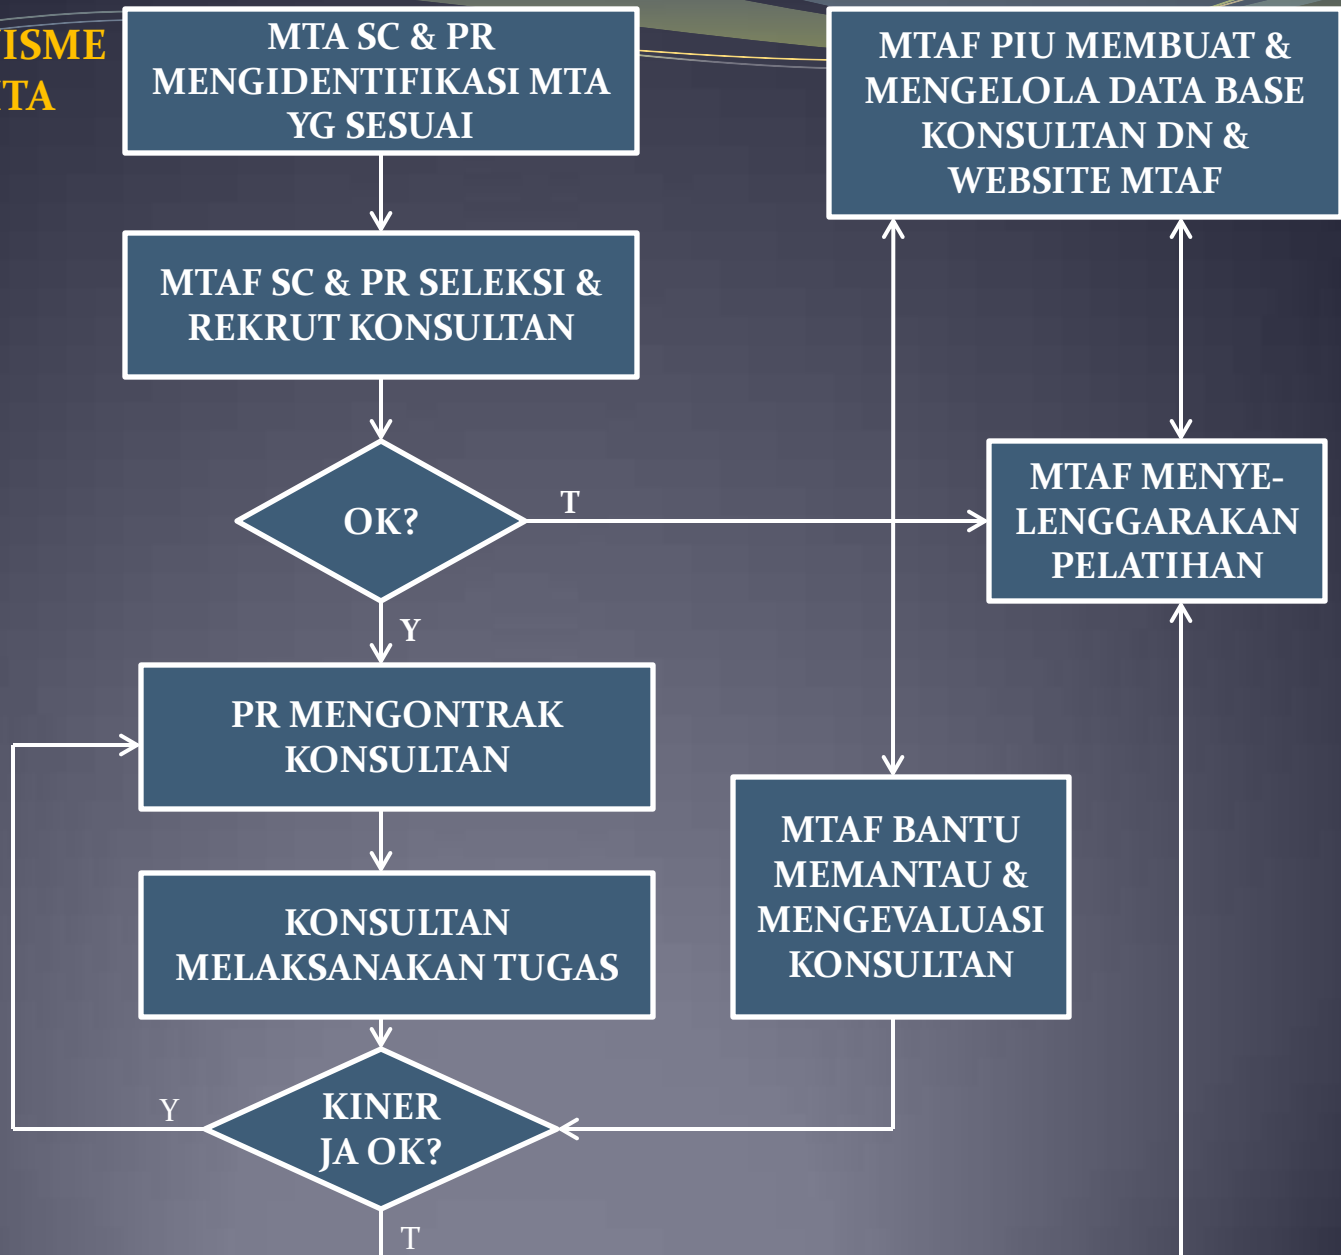 MTA SC & PR
MENGIDENTIFIKASI MTA
YG SESUAI
MTAF PIU MEMBUAT &
MENGELOLA DATA BASE
KONSULTAN DN &
WEBSITE MTAF
MTAF SC & PR SELEKSI &
REKRUT KONSULTAN
OK?
T
MTAF MENYE-
LENGGARAKAN
PELATIHAN
Y
PR MENGONTRAK
KONSULTAN
MTAF BANTU
MEMANTAU &
MENGEVALUASI
KONSULTAN
KONSULTAN
MELAKSANAKAN TUGAS
Y
KINER
JA OK?
T